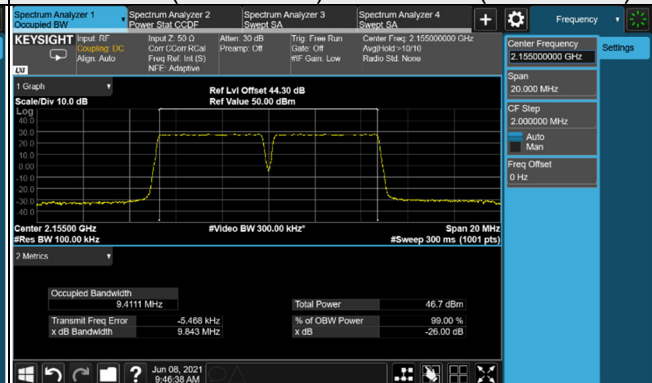 Spectrum Analyzer 1
Occupied BW
Spectrum Analyzer 2
Power Stat CCDF
Spectrum Analyzer 3
Swept SA
Spectrum Analyzer 4
Swept SA
Frequency
KEYSIGHT
Input: RF
Coupling: DC
Align: Auto
Input Z: 50 Ω
Corr CCorr RCal
Freq Ref: Int (S)
NFE: Adaptive
Atten: 30 dB
Preamp: Off
Trig: Free Run
Gate: Off
#IF Gain: Low
Center Freq: 2.155000000 GHz
Avg|Hold:>10/10
Radio Std: None
LXI
Center Frequency
2.155000000 GHz
Settings
Span
20.000 MHz
CF Step
2.000000 MHz
Auto
Man
Freq Offset
0 Hz
1 Graph
Scale/Div 10.0 dB
Ref Lvl Offset 44.30 dB
Ref Value 50.00 dBm
Log
40.0
30.0
20.0
10.0
0.00
-10.0
-20.0
-30.0
-40.0
Center 2.15500 GHz
#Res BW 100.00 kHz
#Video BW 300.00 kHz*
Span 20 MHz
#Sweep 300 ms (1001 pts)
2 Metrics
Occupied Bandwidth
9.4111 MHz
Total Power 46.7 dBm
Transmit Freq Error -5.468 kHz
% of OBW Power 99.00 %
x dB Bandwidth 9.843 MHz
x dB -26.00 dB
Jun 08, 2021
9:46:38 AM